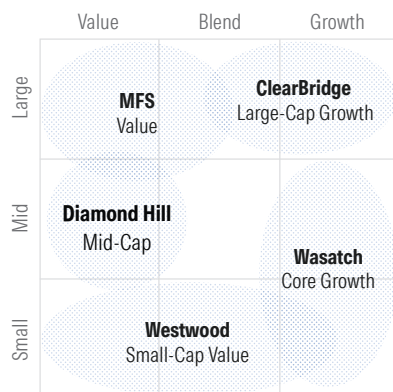 Value Blend Growth
Large
MFS
Value
ClearBridge
Large-Cap Growth
Mid
Diamond Hill
Mid-Cap
Wasatch
Core Growth
Small
Westwood
Small-Cap Value